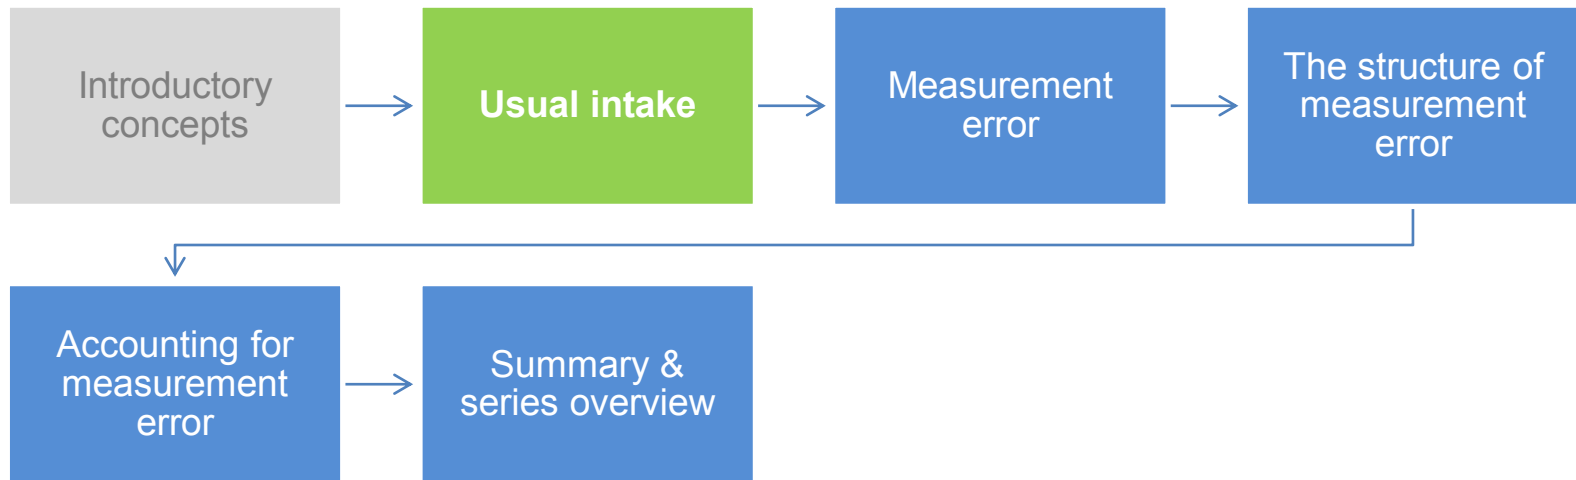 Introductory
concepts
Usual intake
Measurement
error
The structure of
measurement
error
Accounting for
measurement
error
Summary &
series overview